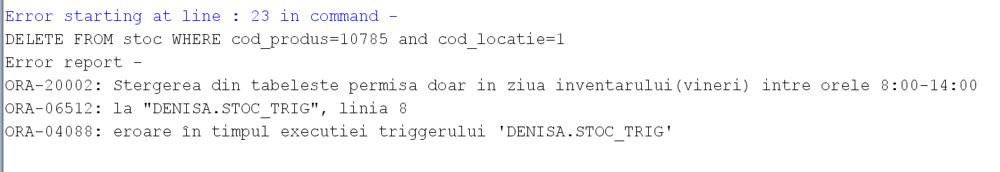 Error starting at line : 23 in command -
DELETE FROM stoc WHERE cod_produs=10785 and cod_locatie=1
Error report -
ORA-20002: Stergerea din tabeleste permisa doar in ziua inventarului(vineri) intre orele 8:00-14:00
ORA-06512: la "DENISA.STOC_TRIG", linia 8
ORA-04088: eroare în timpul executiei triggerului 'DENISA.STOC_TRIG'